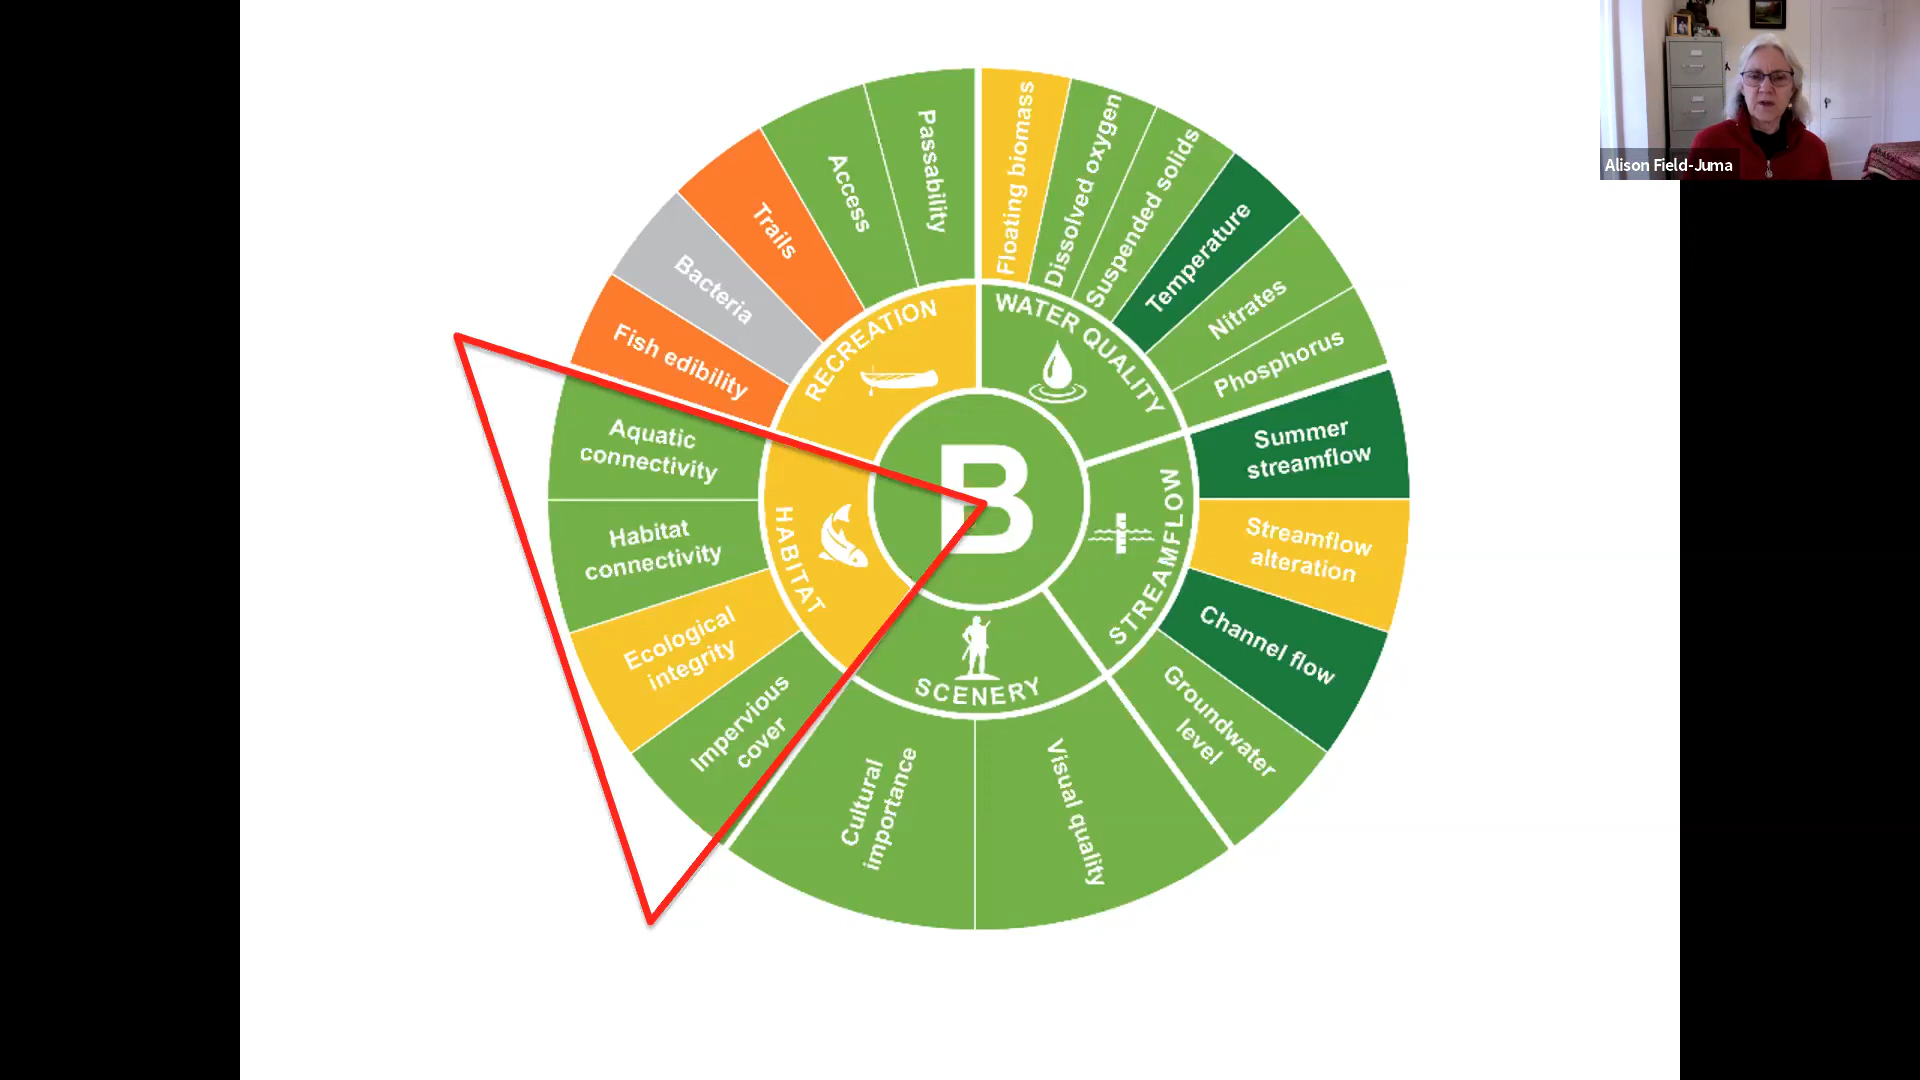 Alison Field-Juma
Passability
Access
Trails
Bacteria
Fish edibility
Floating biomass
Dissolved oxygen
Suspended solids
Temperature
Nitrates
Phosphorus
RECREATION
WATER QUALITY
Aquatic
connectivity
Habitat
connectivity
Ecological
integrity
Impervious
cover
HABITAT
B
STREAMFLOW
Summer
streamflow
Streamflow
alteration
Channel flow
Groundwater
level
SCENERY
Cultural
importance
Visual quality